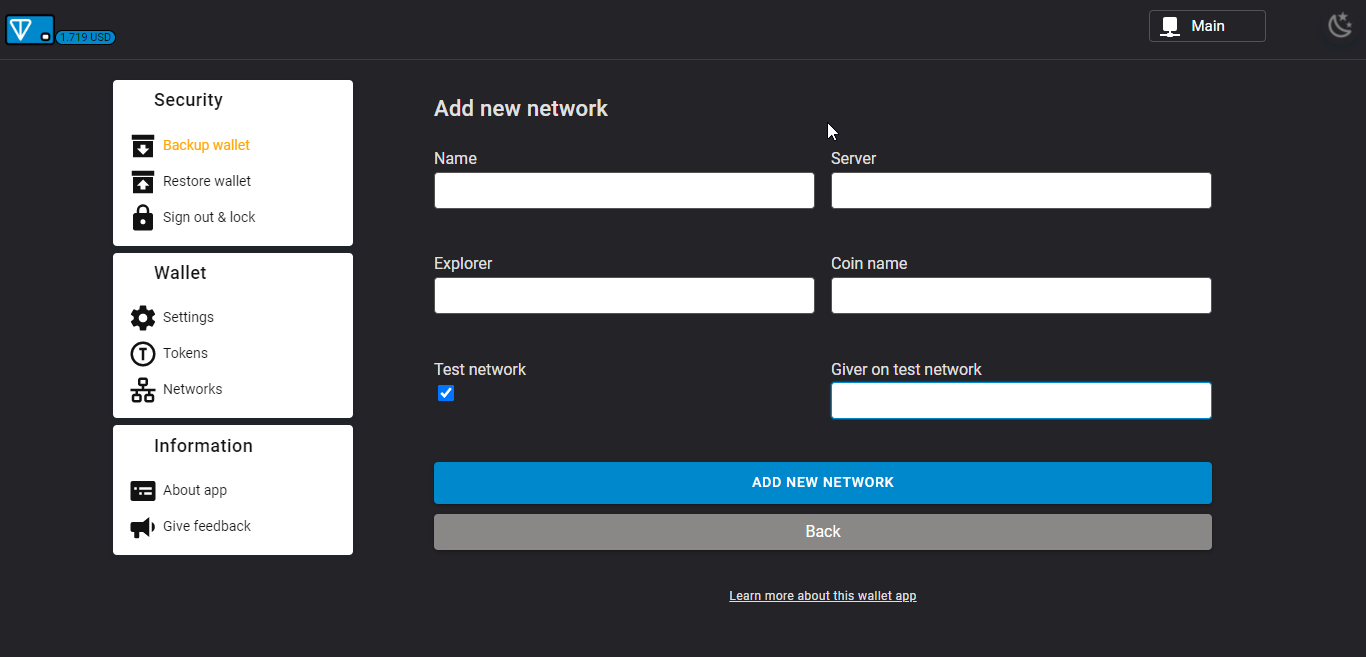 1.719 USD
Main
Security
Backup wallet
Restore wallet
Sign out & lock
Wallet
Settings
Tokens
Networks
Information
About app
Give feedback
Add new network
Name
Server
Explorer
Coin name
Test network
Giver on test network
ADD NEW NETWORK
Back
Learn more about this wallet app